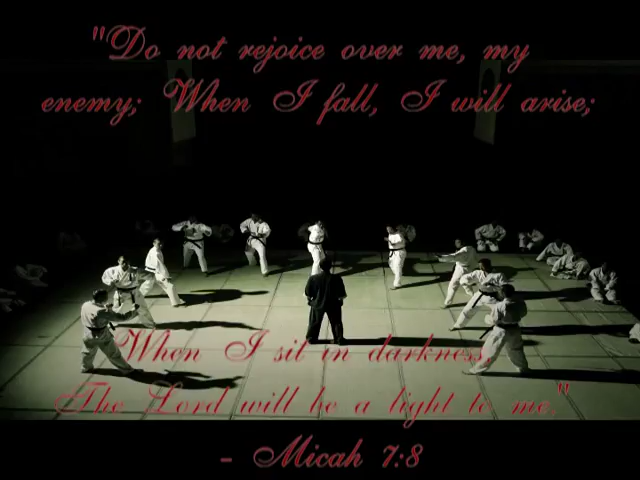 "Do not rejoice over me, my
enemy; When I fall, I will arise;
When I sit in darkness,
The Lord will be a light to me."
- Micah 7:8